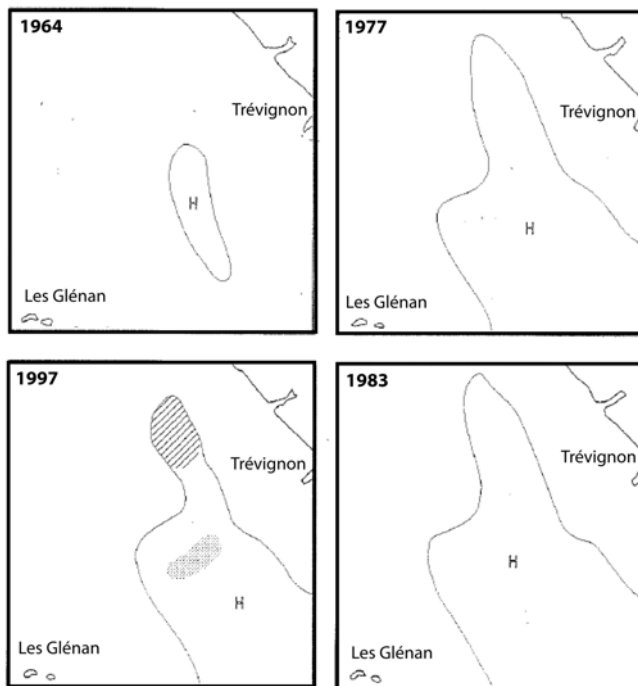 1964
Trévignon
H
Les Glénan
1977
Trévignon
H
Les Glénan
1997
Trévignon
H
Les Glénan
1983
Trévignon
H
Les Glénan